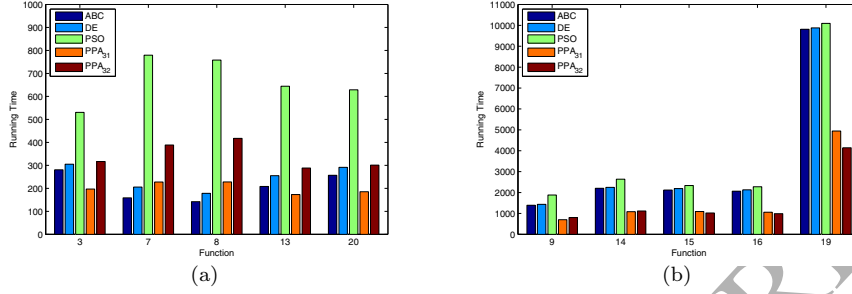 1000
900
800
700
600
500
400
300
200
100
0
Running Time
ABC
DE
PSO
PPA31
PPA32
3 7 8 13 20
Function
(a)
11000
10000
9000
8000
7000
6000
5000
4000
3000
2000
1000
0
Running Time
ABC
DE
PSO
PPA31
PPA32
9 14 15 16 19
Function
(b)